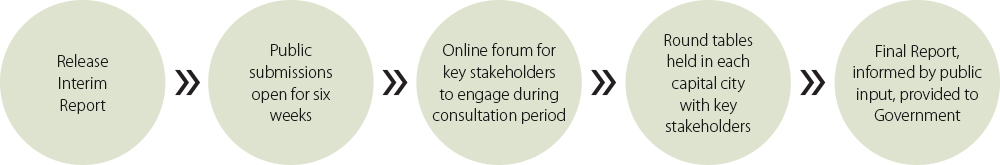 Release
Interim
Report
Public
submissions
open for six
weeks
Online forum for
key stakeholders
to engage during
consultation period
Round tables
held in each
capital city
with key
stakeholders
Final Report,
informed by public
input, provided to
Government